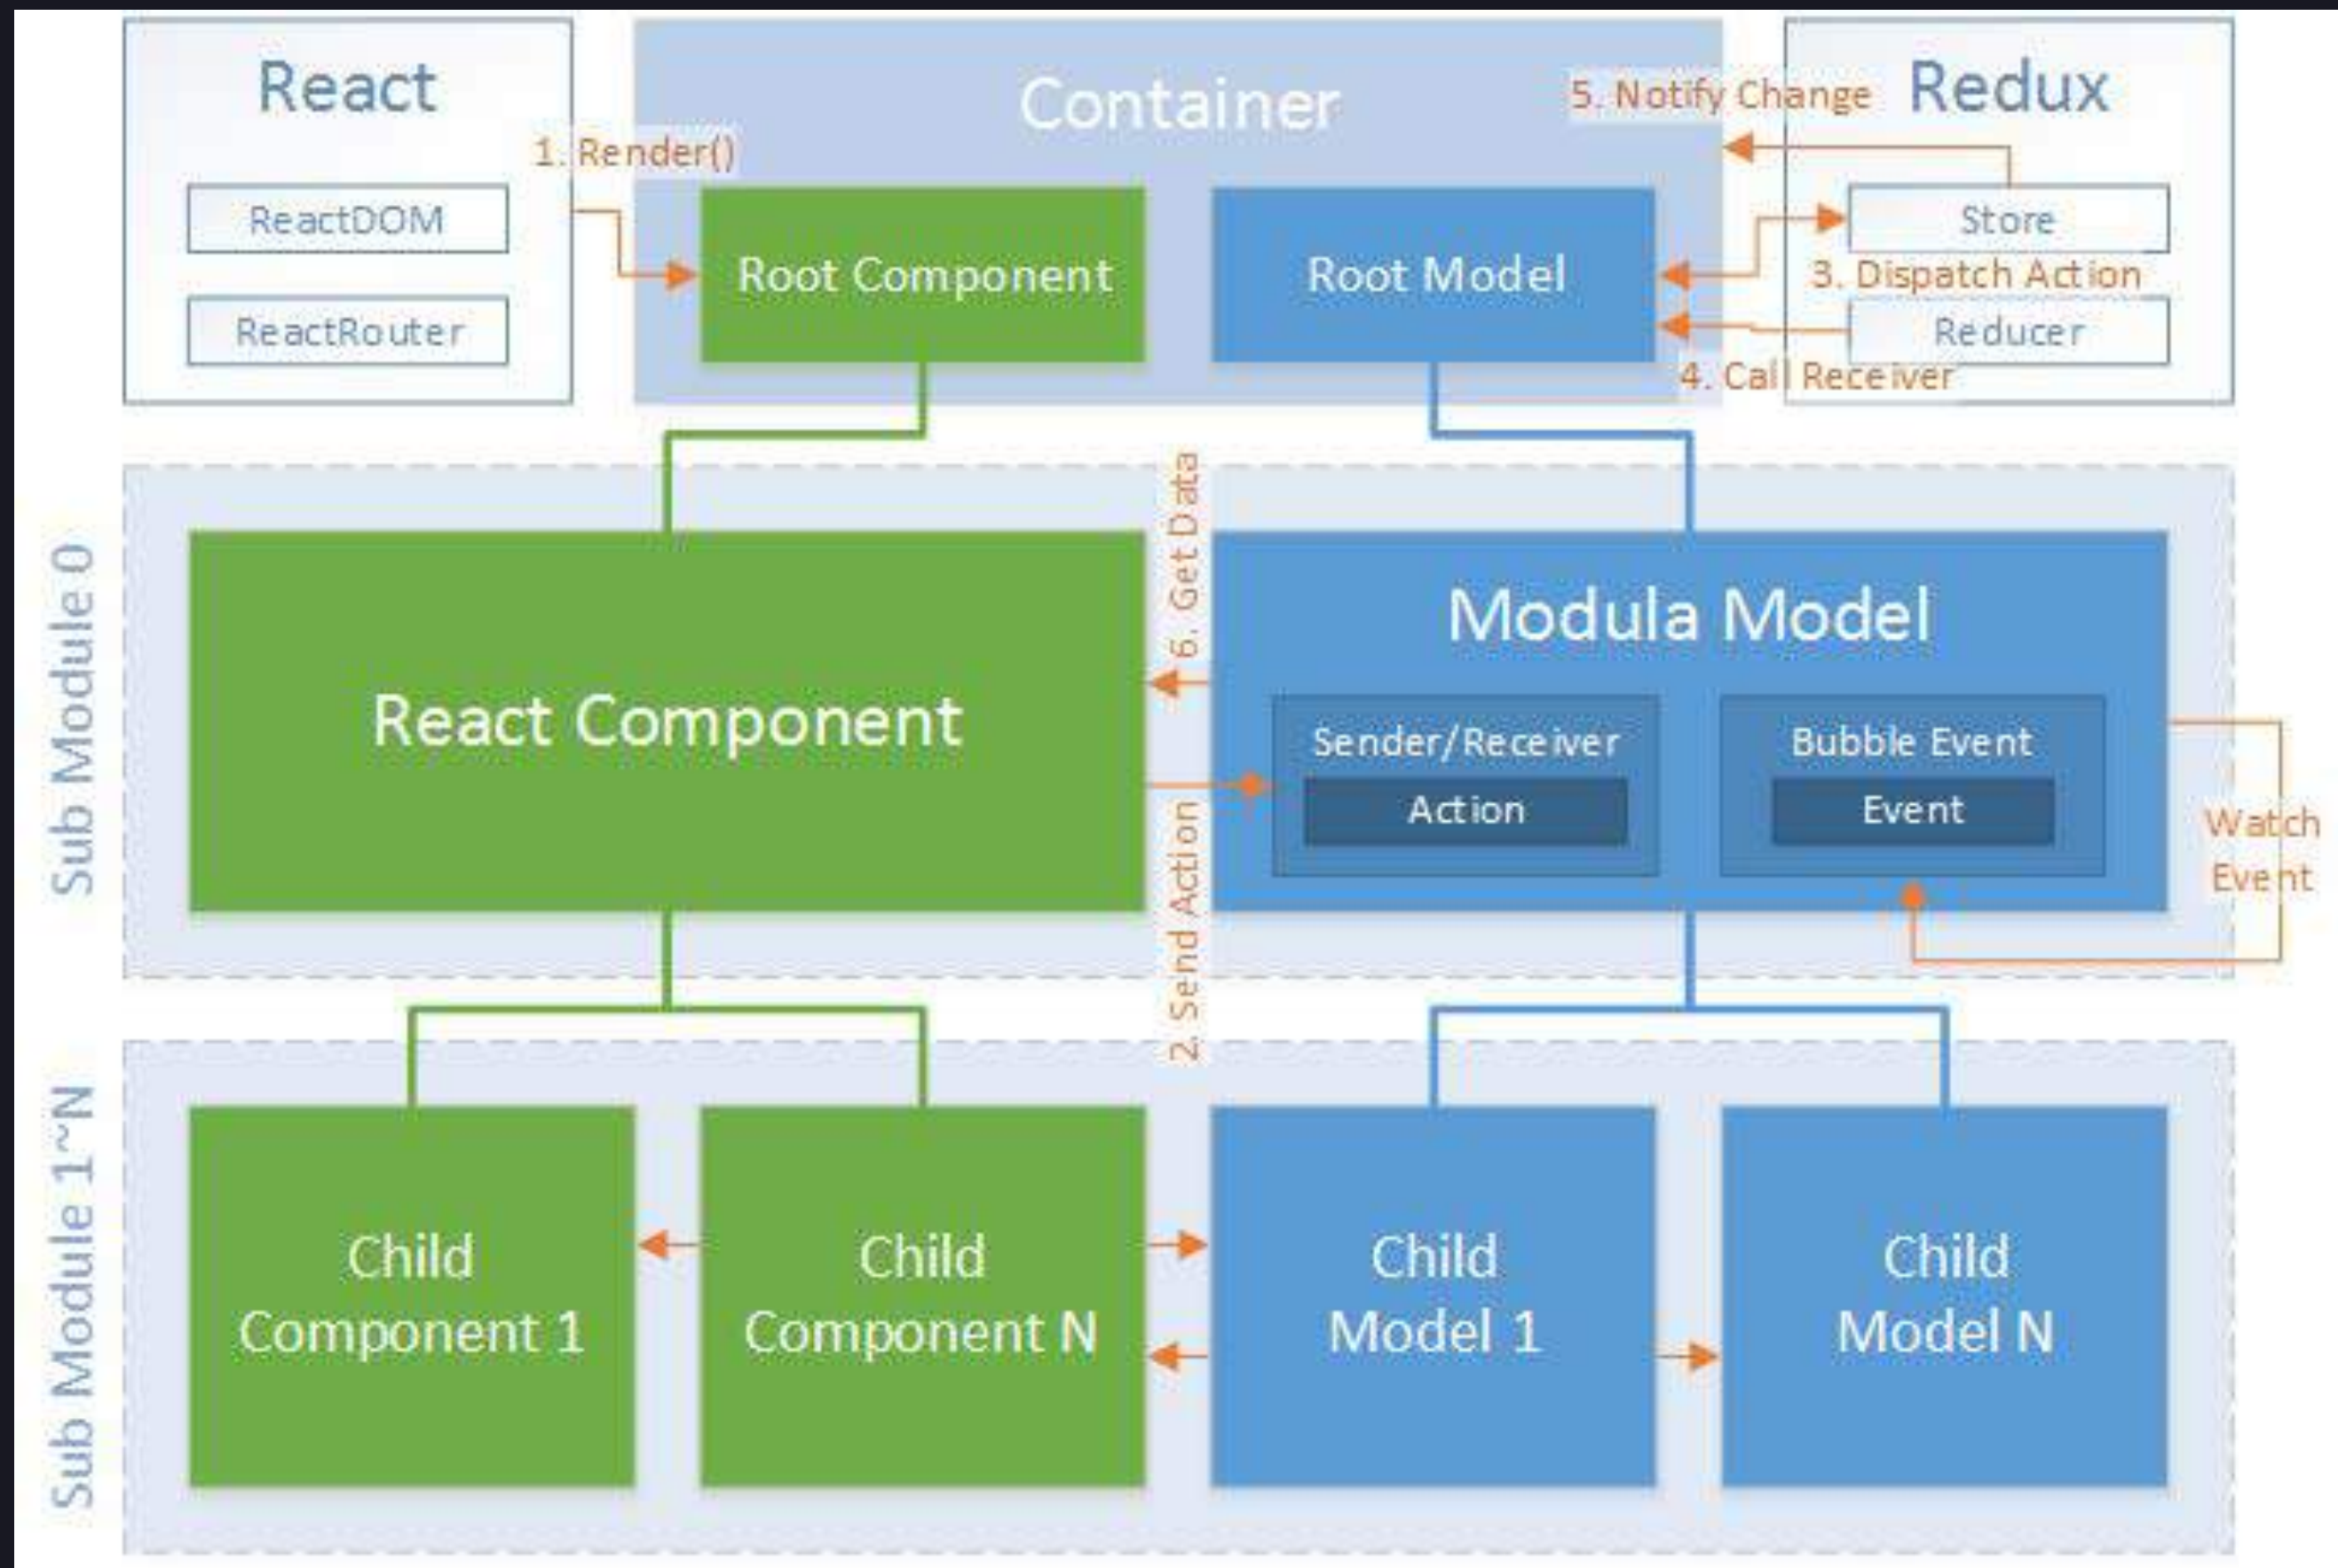 React
ReactDOM
ReactRouter
1. Render()
Container
Root Component
Root Model
5. Notify Change
Redux
Store
3. Dispatch Action
Reducer
4. Call Receiver
Sub Module 0
React Component
6. Get Data
2. Send Action
Modula Model
Sender/Receiver
Action
Bubble Event
Event
Watch
Event
Sub Module 1~N
Child
Component 1
Child
Component N
Child
Model 1
Child
Model N